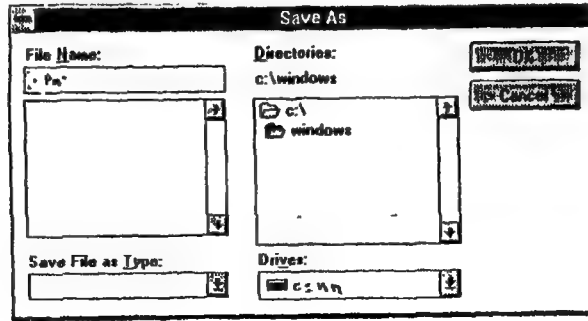 Save As
File Name:
Directories:
OK
c:\windows
Cancel
c:\
windows
Save File as Type:
Drives:
c: